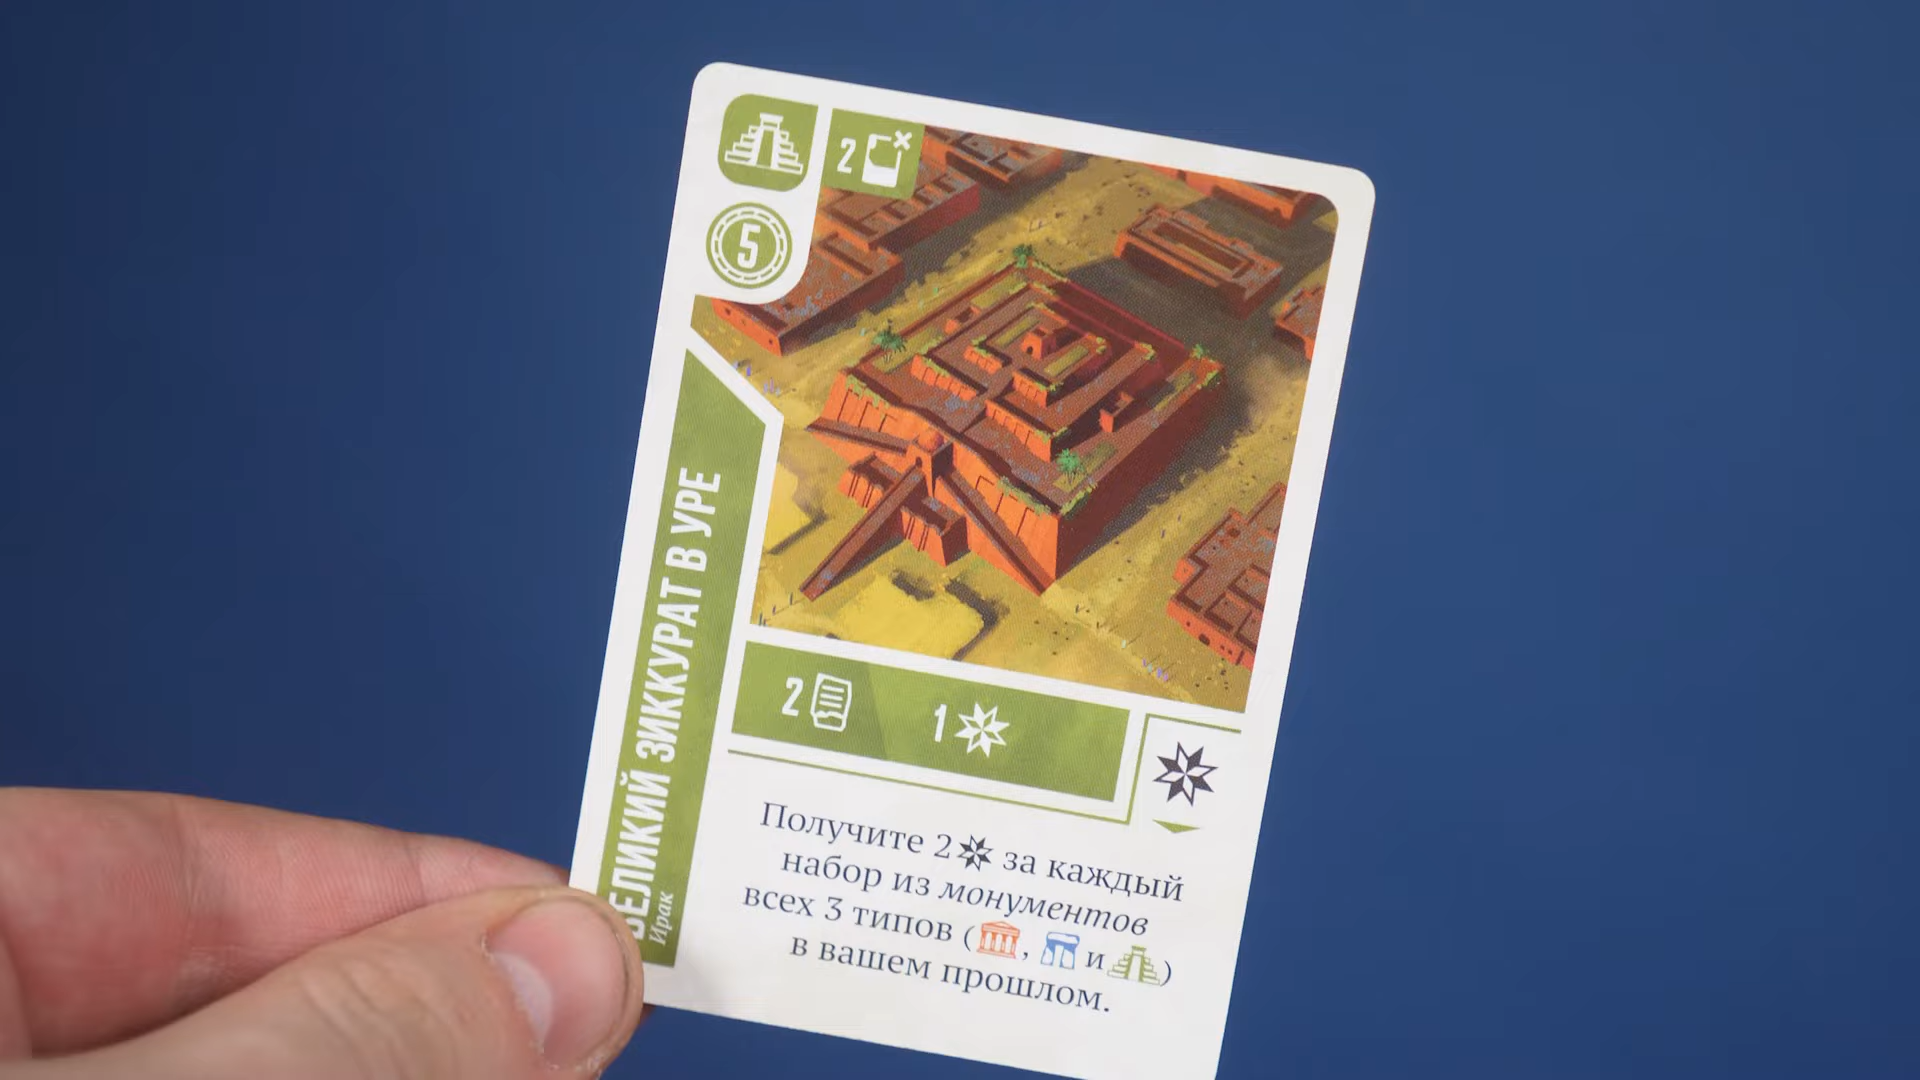 2
5
ВЕЛИКИЙ ЗИККУРАТ В УРЕ
Ирак
2
1
Получите 2 за каждый
набор из монументов
всех 3 типов ( , и )
в вашем прошлом.